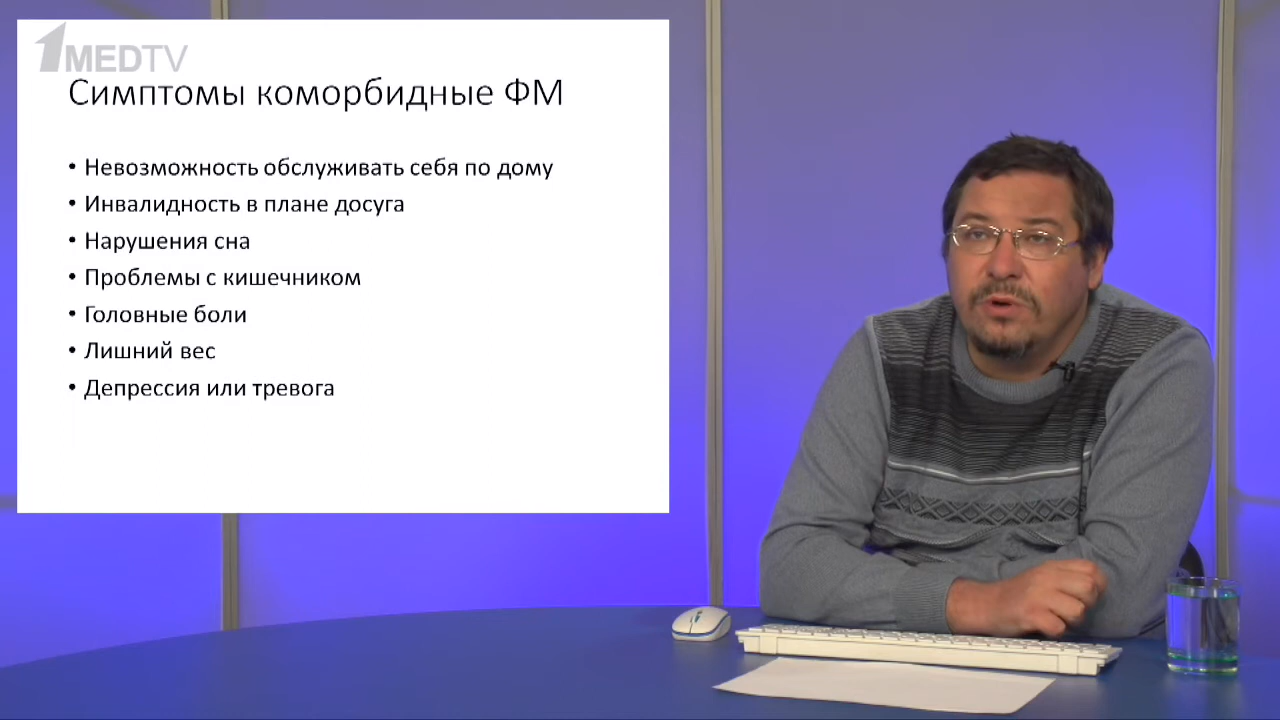 1MEDTV
Симптомы коморбидные ФМ
• Невозможность обслуживать себя по дому
• Инвалидность в плане досуга
• Нарушения сна
• Проблемы с кишечником
• Головные боли
• Лишний вес
• Депрессия или тревога